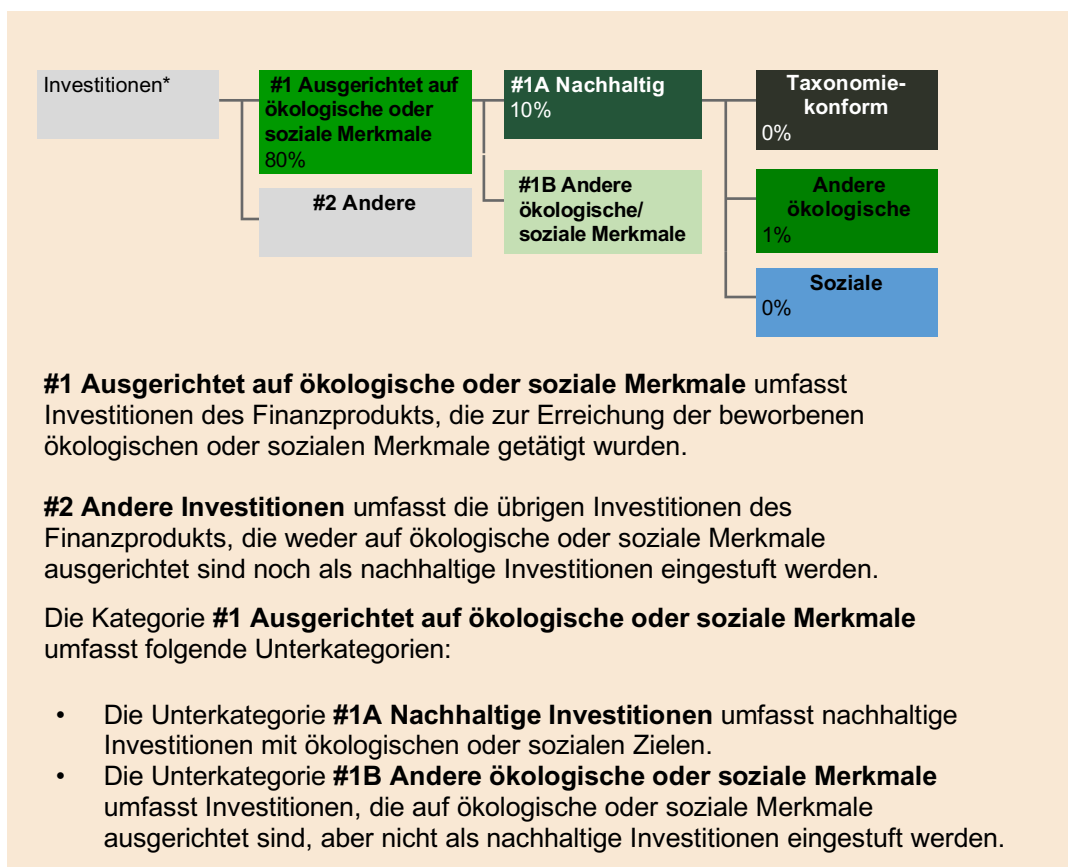 Investitionen*
#1 Ausgerichtet auf
ökologische oder
soziale Merkmale
80%
#2 Andere
#1A Nachhaltig
10%
#1B Andere
ökologische/
soziale Merkmale
Taxonomie-
konform
0%
Andere
ökologische
1%
Soziale
0%
#1 Ausgerichtet auf ökologische oder soziale Merkmale umfasst
Investitionen des Finanzprodukts, die zur Erreichung der beworbenen
ökologischen oder sozialen Merkmale getätigt wurden.
#2 Andere Investitionen umfasst die übrigen Investitionen des
Finanzprodukts, die weder auf ökologische oder soziale Merkmale
ausgerichtet sind noch als nachhaltige Investitionen eingestuft werden.
Die Kategorie #1 Ausgerichtet auf ökologische oder soziale Merkmale
umfasst folgende Unterkategorien:
• Die Unterkategorie #1A Nachhaltige Investitionen umfasst nachhaltige
Investitionen mit ökologischen oder sozialen Zielen.
• Die Unterkategorie #1B Andere ökologische oder soziale Merkmale
umfasst Investitionen, die auf ökologische oder soziale Merkmale
ausgerichtet sind, aber nicht als nachhaltige Investitionen eingestuft werden.